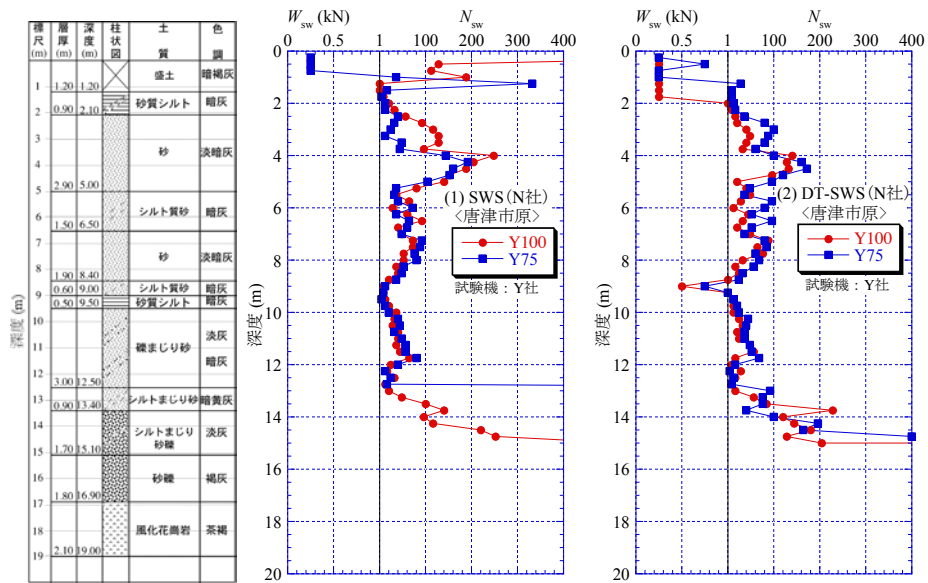 標尺(m) 層厚(m) 深度(m) 柱状図 土質 色調
1.20 1.20 盛土 暗褐灰
0.90 2.10 砂質シルト 暗灰
2.90 5.00 砂 淡暗灰
1.50 6.50 シルト質砂 暗灰
1.90 8.40 砂 淡暗灰
0.60 9.00 シルト質砂 暗灰
0.50 9.50 砂質シルト 暗灰
3.00 12.50 礫まじり砂 淡灰 暗灰
0.90 13.40 シルトまじり砂 暗黄灰
1.70 15.10 シルトまじり砂礫 淡灰
1.80 16.90 砂礫 褐灰
2.10 19.00 風化花崗岩 茶褐
1
2
3
4
5
6
7
8
9
10
11
12
13
14
15
16
17
18
19
深度 (m)
Wsw (kN) Nsw
0 0.5 1 100 200 300 400
0
2
4
6
8
10
12
14
16
18
20
深度 (m)
(1) SWS (N社)
<唐津市原>
Y100
Y75
試験機：Y社
Wsw (kN) Nsw
0 0.5 1 100 200 300 400
0
2
4
6
8
10
12
14
16
18
20
深度 (m)
(2) DT-SWS (N社)
<唐津市原>
Y100
Y75
試験機：Y社